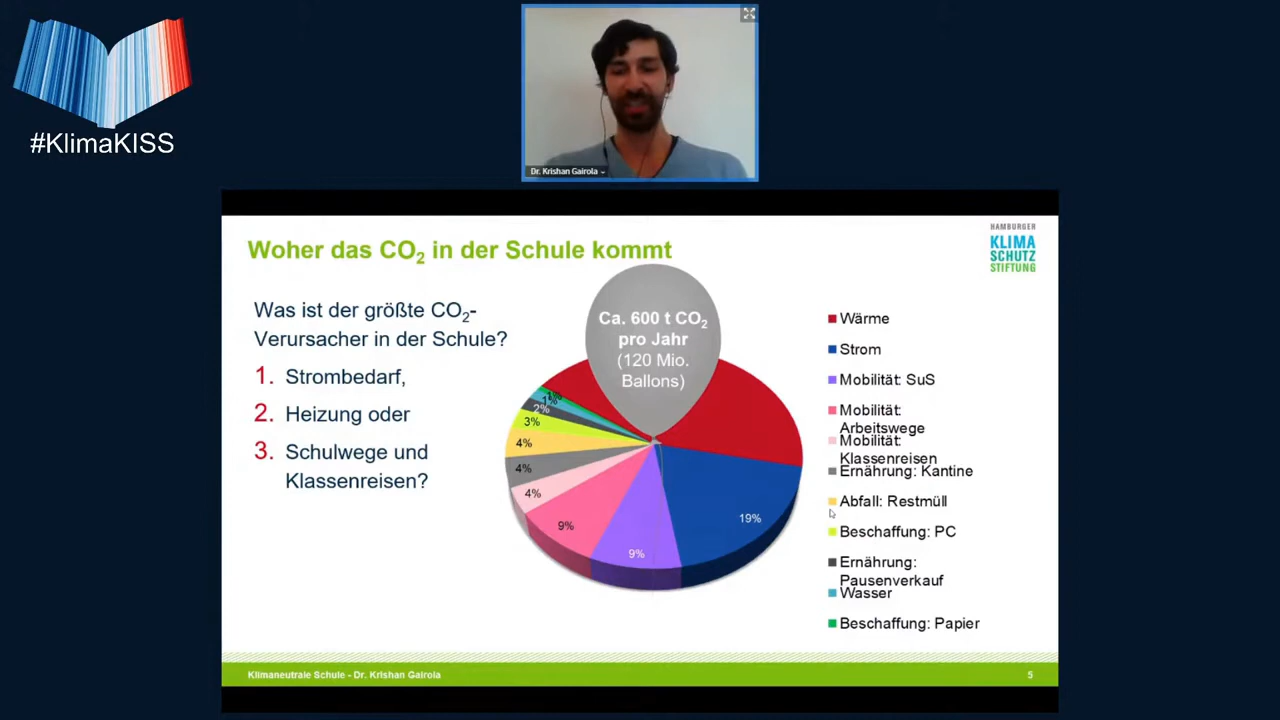 #KlimaKISS
Dr. Krishan Gairola
Woher das CO₂ in der Schule kommt
HAMBURGER
KLIMA
SCHUTZ
STIFTUNG
Was ist der größte CO₂-
Verursacher in der Schule?
1. Strombedarf,
2. Heizung oder
3. Schulwege und
Klassenreisen?
Ca. 600 t CO₂
pro Jahr
(120 Mio.
Ballons)
1%
1%
2%
3%
4%
4%
4%
9%
9%
19%
Wärme
Strom
Mobilität: SuS
Mobilität:
Arbeitswege
Mobilität:
Klassenreisen
Ernährung: Kantine
Abfall: Restmüll
Beschaffung: PC
Ernährung:
Pausenverkauf
Wasser
Beschaffung: Papier
Klimaneutrale Schule - Dr. Krishan Gairola
5